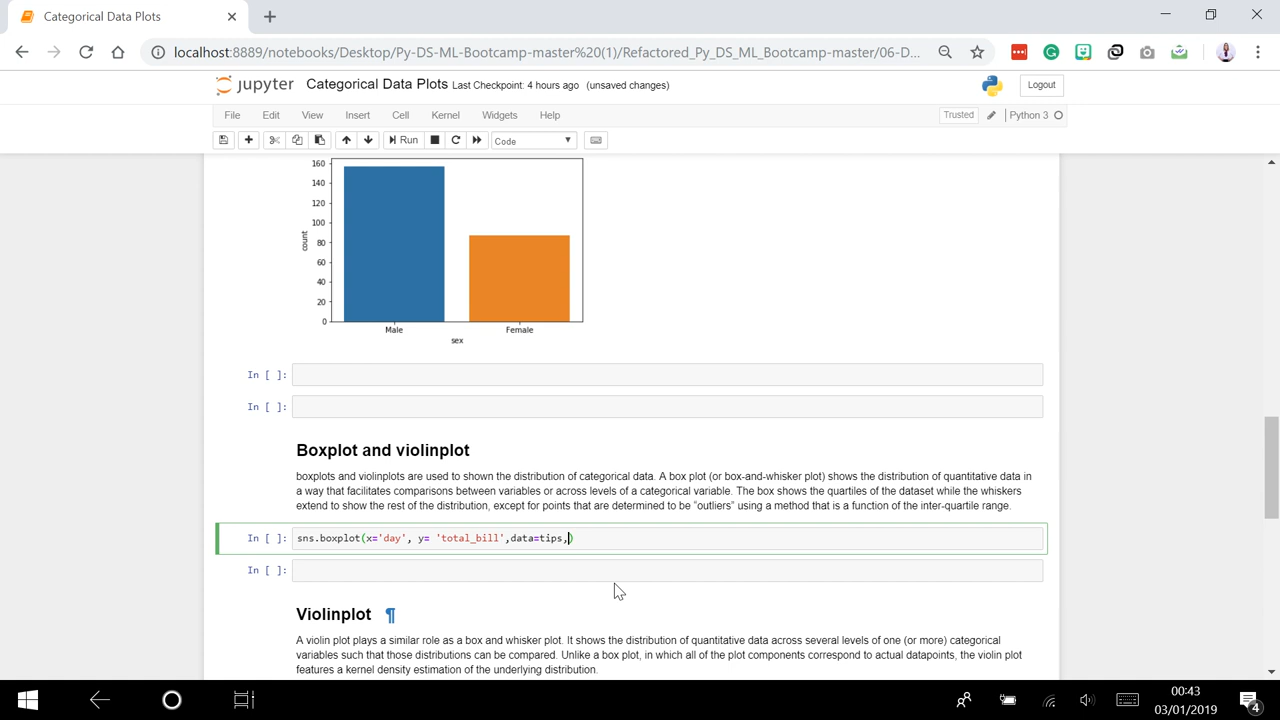 Categorical Data Plots
localhost:8889/notebooks/Desktop/Py-DS-ML-Bootcamp-master%20(1)/Refactored_Py_DS_ML_Bootcamp-master/06-D...
jupyter Categorical Data Plots Last Checkpoint: 4 hours ago (unsaved changes) Logout
File Edit View Insert Cell Kernel Widgets Help Trusted Python 3
Run Code
160
140
120
100
80
60
40
20
0
count
Male Female
sex
In [ ]:
In [ ]:
Boxplot and violinplot
boxplots and violinplots are used to shown the distribution of categorical data. A box plot (or box-and-whisker plot) shows the distribution of quantitative data in
a way that facilitates comparisons between variables or across levels of a categorical variable. The box shows the quartiles of the dataset while the whiskers
extend to show the rest of the distribution, except for points that are determined to be “outliers” using a method that is a function of the inter-quartile range.
In [ ]: sns.boxplot(x='day', y= 'total_bill',data=tips,)
In [ ]:
Violinplot ¶
A violin plot plays a similar role as a box and whisker plot. It shows the distribution of quantitative data across several levels of one (or more) categorical
variables such that those distributions can be compared. Unlike a box plot, in which all of the plot components correspond to actual datapoints, the violin plot
features a kernel density estimation of the underlying distribution.
00:43
03/01/2019
4